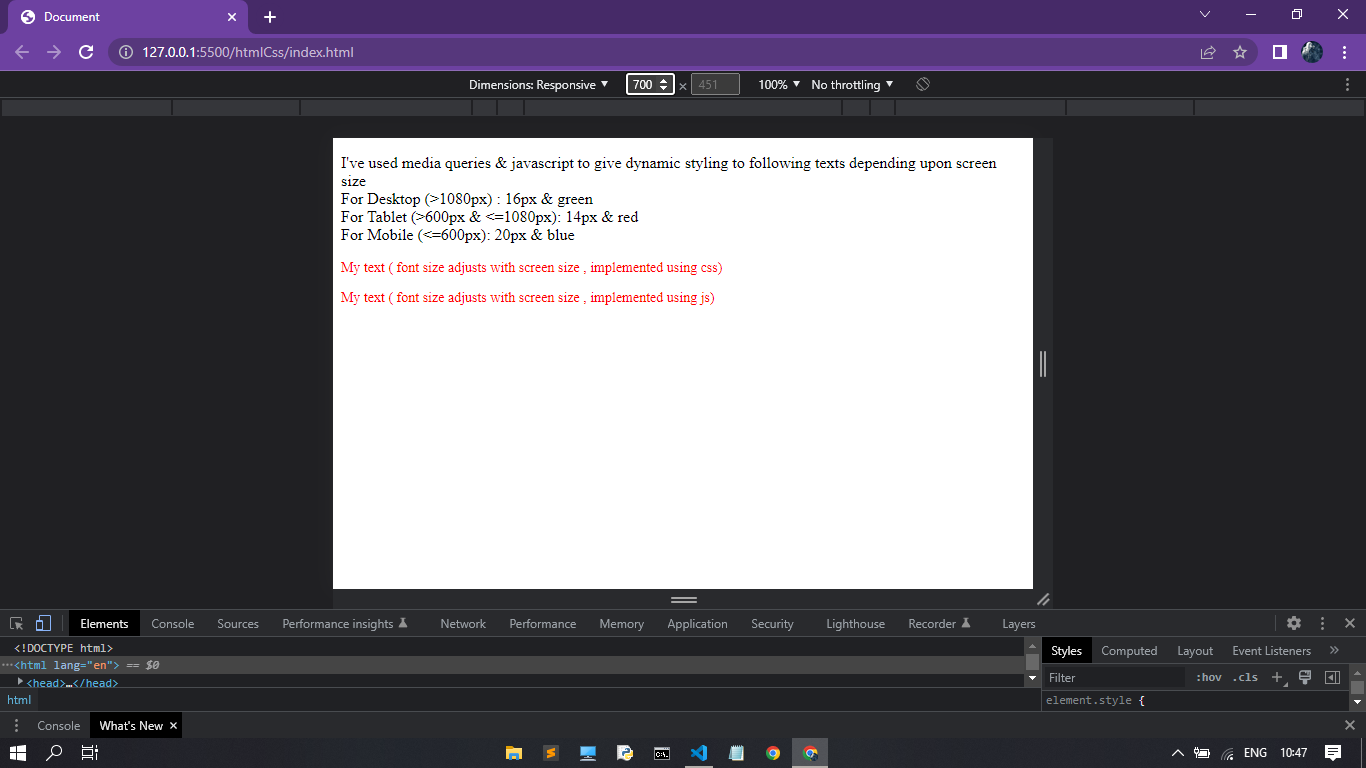 Document
127.0.0.1:5500/htmlCss/index.html
Dimensions: Responsive 700 × 451 100% No throttling
I've used media queries & javascript to give dynamic styling to following texts depending upon screen
size
For Desktop (>1080px) : 16px & green
For Tablet (>600px & <=1080px): 14px & red
For Mobile (<=600px): 20px & blue
My text ( font size adjusts with screen size , implemented using css)
My text ( font size adjusts with screen size , implemented using js)
Elements Console Sources Performance insights Network Performance Memory Application Security Lighthouse Recorder Layers
<!DOCTYPE html>
<html lang="en"> == $0
<head>…</head>
html
Styles Computed Layout Event Listeners
Filter :hov .cls
element.style {
Console What's New
ENG 10:47